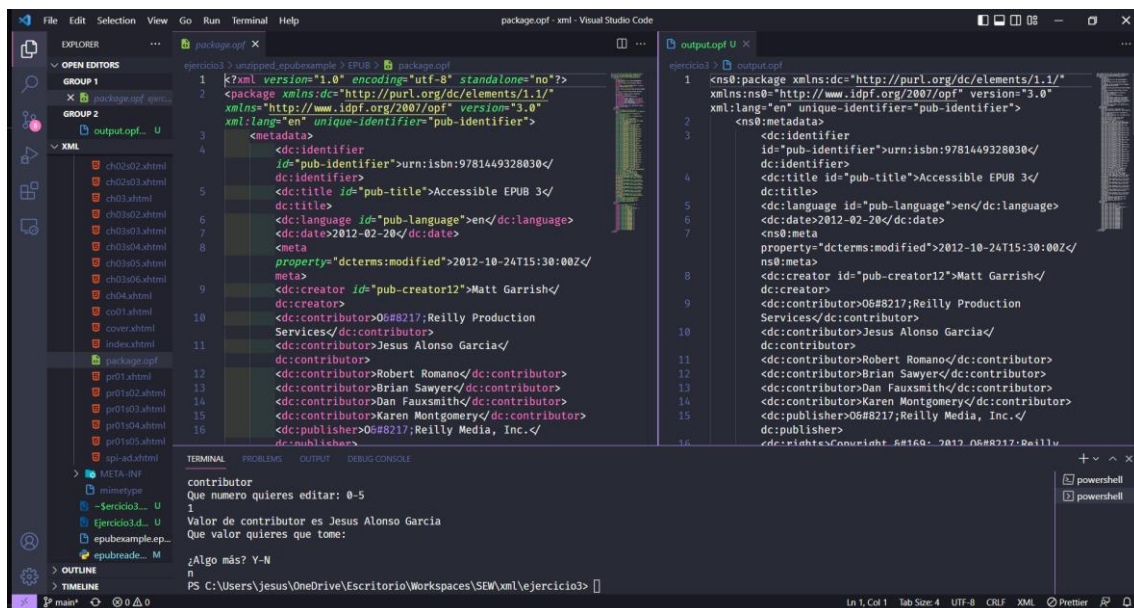 File Edit Selection View Go Run Terminal Help
package.opf - xml - Visual Studio Code
EXPLORER
OPEN EDITORS
GROUP 1
package.opf ejerc...
GROUP 2
output.opf... U
XML
ch02s02.xhtml
ch02s03.xhtml
ch03.xhtml
ch03s02.xhtml
ch03s03.xhtml
ch03s04.xhtml
ch03s05.xhtml
ch03s06.xhtml
ch04.xhtml
co01.xhtml
cover.xhtml
index.xhtml
package.opf
pr01.xhtml
pr01s02.xhtml
pr01s03.xhtml
pr01s04.xhtml
pr01s05.xhtml
spi-ad.xhtml
META-INF
mimetype
~$ercicio3.... U
Ejercicio3.d... U
epubexample.ep...
epubreade... M
OUTLINE
TIMELINE
package.opf
ejercicio3 > unzipped_epubexample > EPUB > package.opf
1 <?xml version="1.0" encoding="utf-8" standalone="no"?>
2 <package xmlns:dc="http://purl.org/dc/elements/1.1/"
xmlns="http://www.idpf.org/2007/opf" version="3.0"
xml:lang="en" unique-identifier="pub-identifier">
3 <metadata>
4 <dc:identifier
id="pub-identifier">urn:isbn:9781449328030</
dc:identifier>
5 <dc:title id="pub-title">Accessible EPUB 3</
dc:title>
6 <dc:language id="pub-language">en</dc:language>
7 <dc:date>2012-02-20</dc:date>
8 <meta
property="dcterms:modified">2012-10-24T15:30:00Z</
meta>
9 <dc:creator id="pub-creator12">Matt Garrish</
dc:creator>
10 <dc:contributor>O&#8217;Reilly Production
Services</dc:contributor>
11 <dc:contributor>Jesus Alonso Garcia</
dc:contributor>
12 <dc:contributor>Robert Romano</dc:contributor>
13 <dc:contributor>Brian Sawyer</dc:contributor>
14 <dc:contributor>Dan Fauxsmith</dc:contributor>
15 <dc:contributor>Karen Montgomery</dc:contributor>
16 <dc:publisher>O&#8217;Reilly Media, Inc.</
dc:publisher>
output.opf U
ejercicio3 > output.opf
1 <ns0:package xmlns:dc="http://purl.org/dc/elements/1.1/"
xmlns:ns0="http://www.idpf.org/2007/opf" version="3.0"
xml:lang="en" unique-identifier="pub-identifier">
2 <ns0:metadata>
3 <dc:identifier
id="pub-identifier">urn:isbn:9781449328030</
dc:identifier>
4 <dc:title id="pub-title">Accessible EPUB 3</
dc:title>
5 <dc:language id="pub-language">en</dc:language>
6 <dc:date>2012-02-20</dc:date>
7 <ns0:meta
property="dcterms:modified">2012-10-24T15:30:00Z</
ns0:meta>
8 <dc:creator id="pub-creator12">Matt Garrish</
dc:creator>
9 <dc:contributor>O&#8217;Reilly Production
Services</dc:contributor>
10 <dc:contributor>Jesus Alonso Garcia</
dc:contributor>
11 <dc:contributor>Robert Romano</dc:contributor>
12 <dc:contributor>Brian Sawyer</dc:contributor>
13 <dc:contributor>Dan Fauxsmith</dc:contributor>
14 <dc:contributor>Karen Montgomery</dc:contributor>
15 <dc:publisher>O&#8217;Reilly Media, Inc.</
dc:publisher>
16 <dc:rights>Copyright &#169; 2012 O&#8217;Reilly
TERMINAL PROBLEMS OUTPUT DEBUG CONSOLE
contributor
Que numero quieres editar: 0-5
1
Valor de contributor es Jesus Alonso Garcia
Que valor quieres que tome:
¿Algo más? Y-N
n
PS C:\Users\jesus\OneDrive\Escritorio\Workspaces\SEW\xml\ejercicio3>
powershell
powershell
main* 0 0
Ln 1, Col 1 Tab Size: 4 UTF-8 CRLF XML Prettier